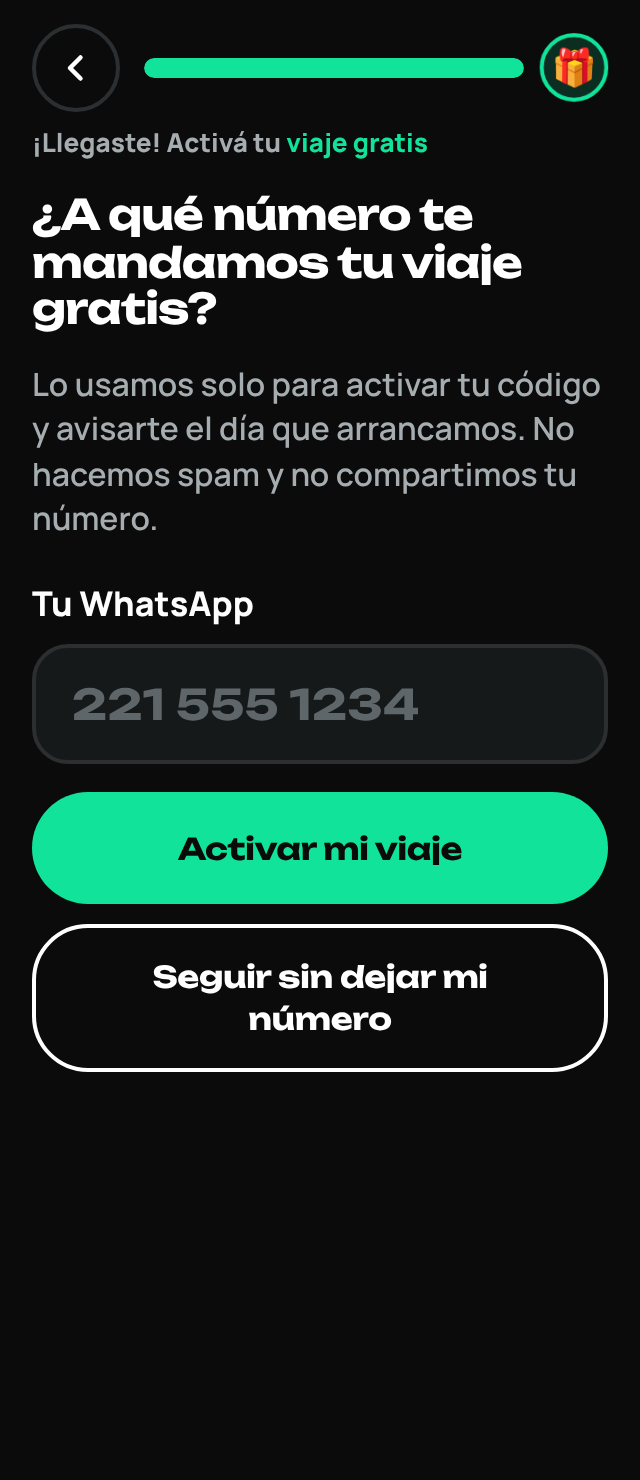 ¡Llegaste! Activá tu viaje gratis
¿A qué número te
mandamos tu viaje
gratis?
Lo usamos solo para activar tu código
y avisarte el día que arrancamos. No
hacemos spam y no compartimos tu
número.
Tu WhatsApp
221 555 1234
Activar mi viaje
Seguir sin dejar mi
número